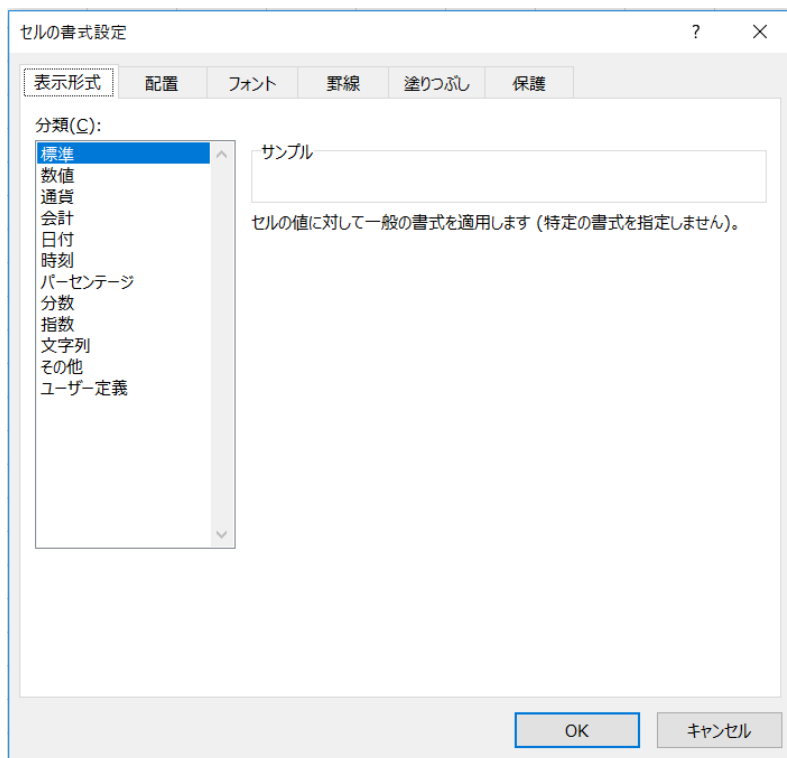 セルの書式設定 ? ×
表示形式 配置 フォント 罫線 塗りつぶし 保護
分類(C):
標準
数値
通貨
会計
日付
時刻
パーセンテージ
分数
指数
文字列
その他
ユーザー定義
サンプル
セルの値に対して一般の書式を適用します (特定の書式を指定しません)。
OK キャンセル